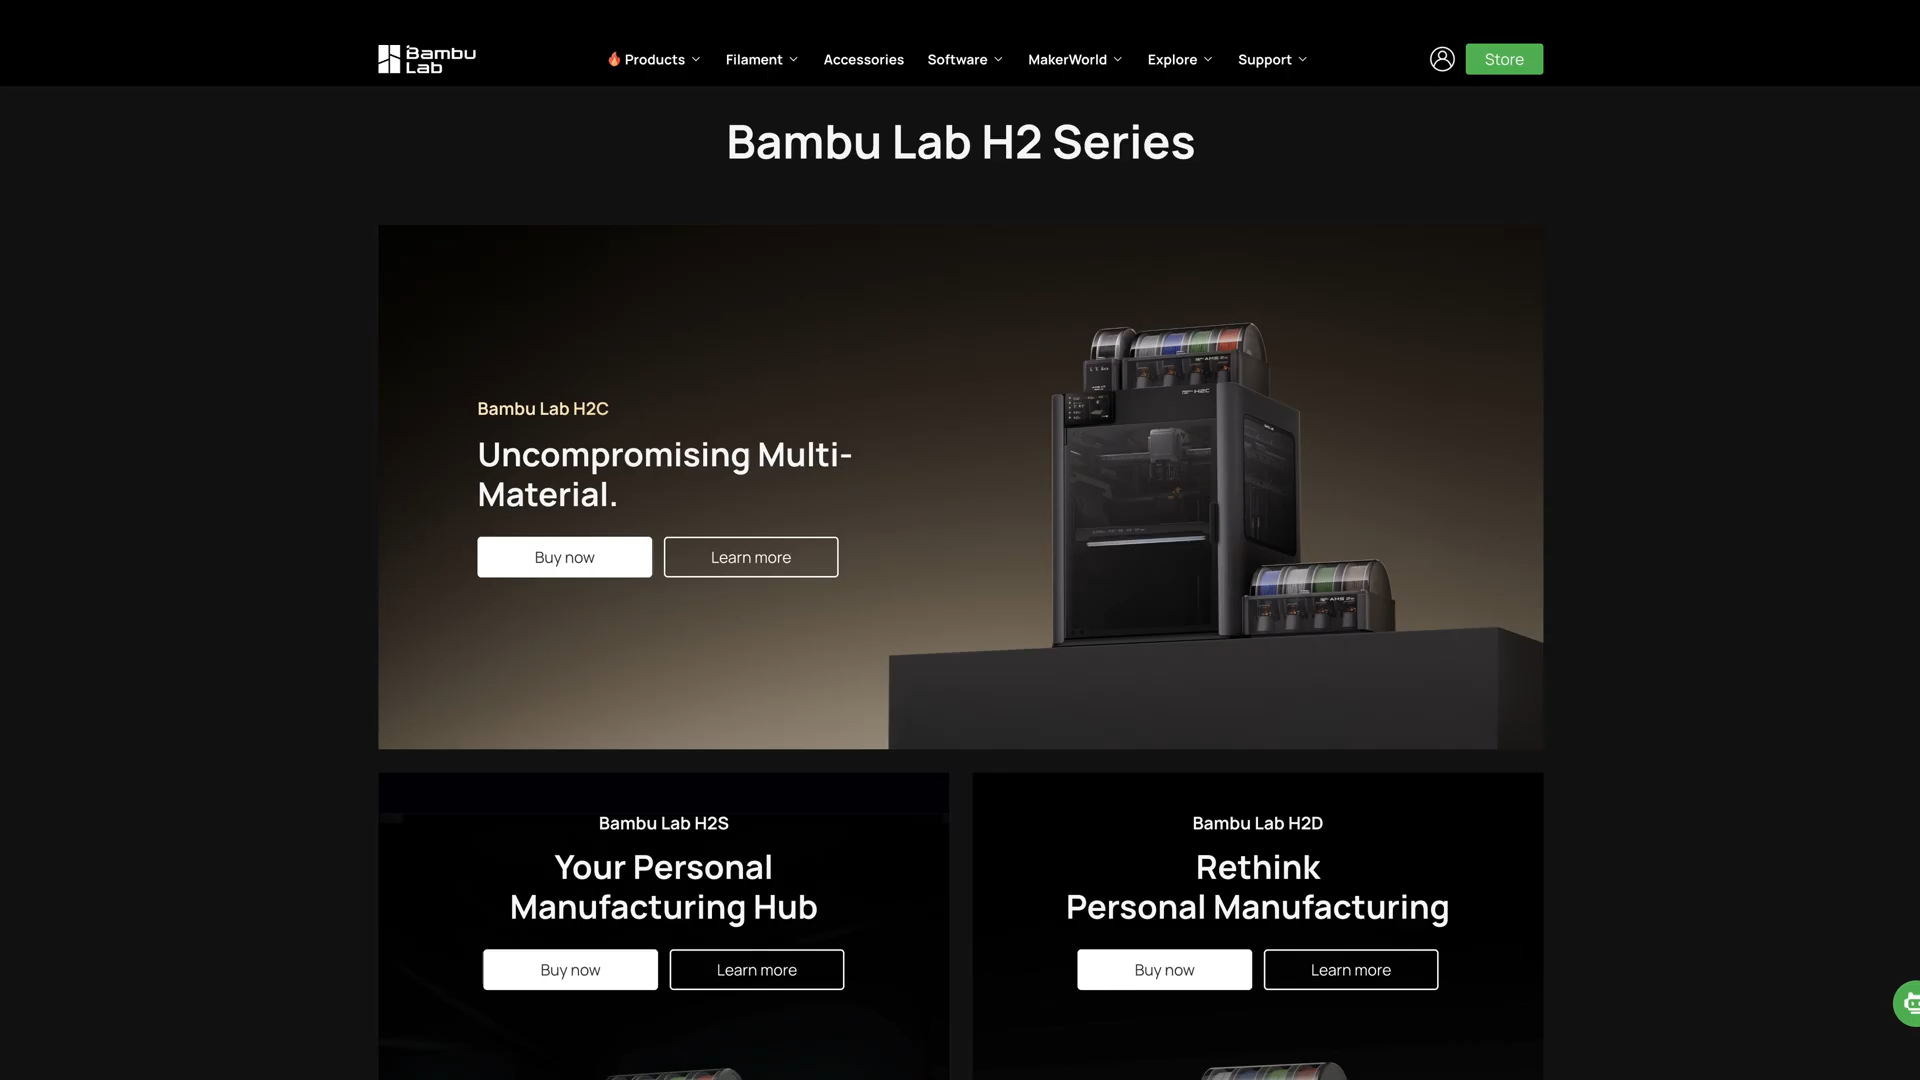 Bambu
Lab
Products
Filament
Accessories
Software
MakerWorld
Explore
Support
Store
Bambu Lab H2 Series
Bambu Lab H2C
Uncompromising Multi-
Material.
Buy now
Learn more
H2C
Bambu Lab H2S
Your Personal
Manufacturing Hub
Buy now
Learn more
Bambu Lab H2D
Rethink
Personal Manufacturing
Buy now
Learn more